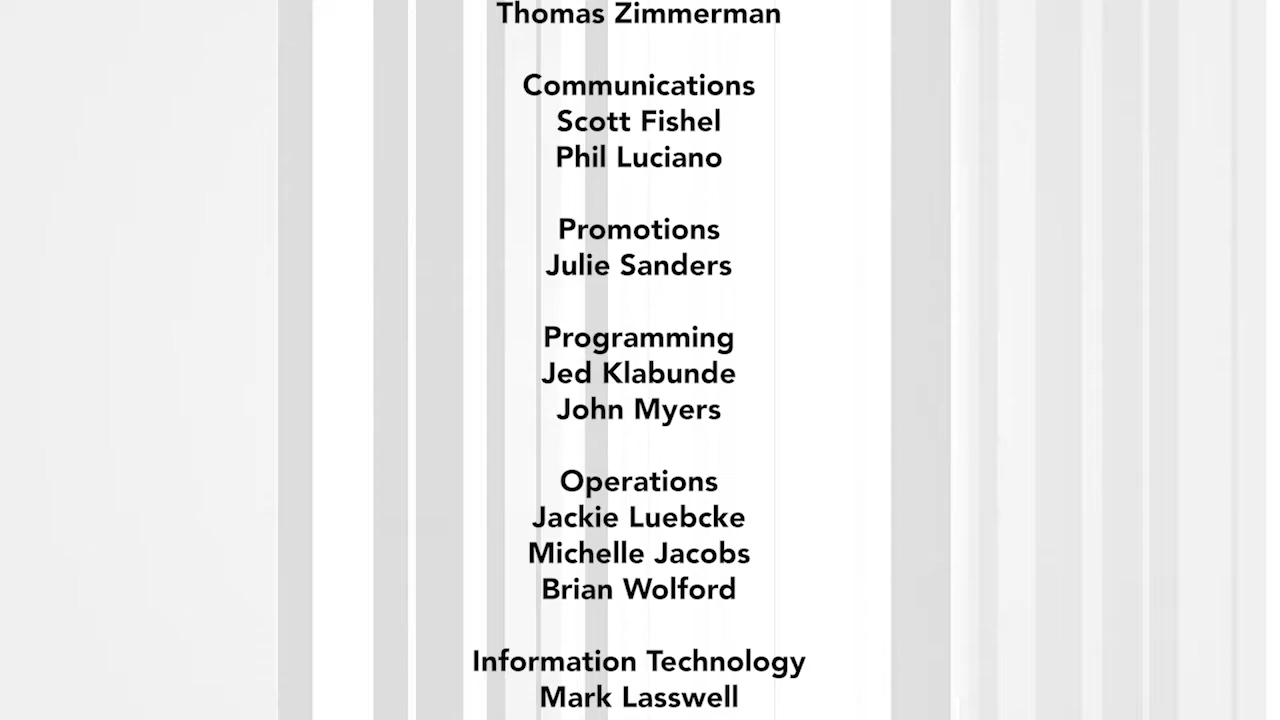 Thomas Zimmerman
Communications
Scott Fishel
Phil Luciano
Promotions
Julie Sanders
Programming
Jed Klabunde
John Myers
Operations
Jackie Luebcke
Michelle Jacobs
Brian Wolford
Information Technology
Mark Lasswell